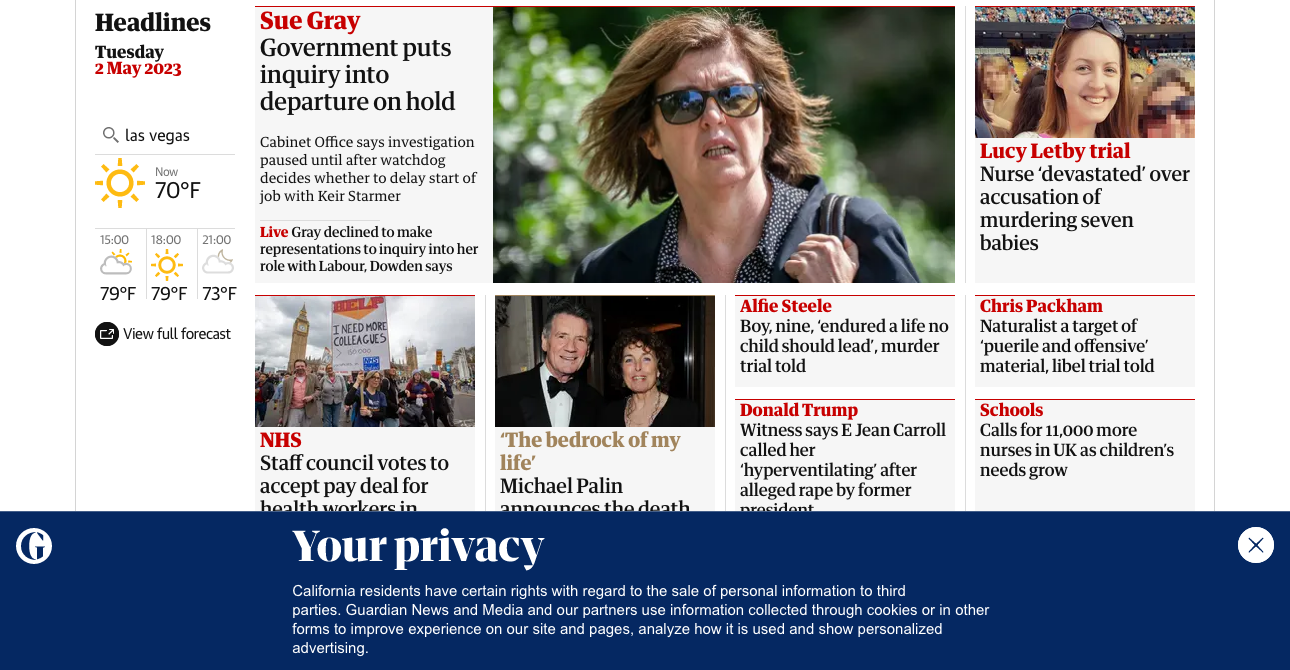 Headlines
Tuesday
2 May 2023
las vegas
Now
70°F
15:00
18:00
21:00
79°F
79°F
73°F
View full forecast
Sue Gray
Government puts
inquiry into
departure on hold
Cabinet Office says investigation
paused until after watchdog
decides whether to delay start of
job with Keir Starmer
Live Gray declined to make
representations to inquiry into her
role with Labour, Dowden says
Lucy Letby trial
Nurse ‘devastated’ over
accusation of
murdering seven
babies
HELP
I NEED MORE
COLLEAGUES
NHS
NHS
Staff council votes to
accept pay deal for
health workers in
‘The bedrock of my
life’
Michael Palin
announces the death
Alfie Steele
Boy, nine, ‘endured a life no
child should lead’, murder
trial told
Donald Trump
Witness says E Jean Carroll
called her
‘hyperventilating’ after
alleged rape by former
president
Chris Packham
Naturalist a target of
‘puerile and offensive’
material, libel trial told
Schools
Calls for 11,000 more
nurses in UK as children’s
needs grow
G
Your privacy
California residents have certain rights with regard to the sale of personal information to third
parties. Guardian News and Media and our partners use information collected through cookies or in other
forms to improve experience on our site and pages, analyze how it is used and show personalized
advertising.